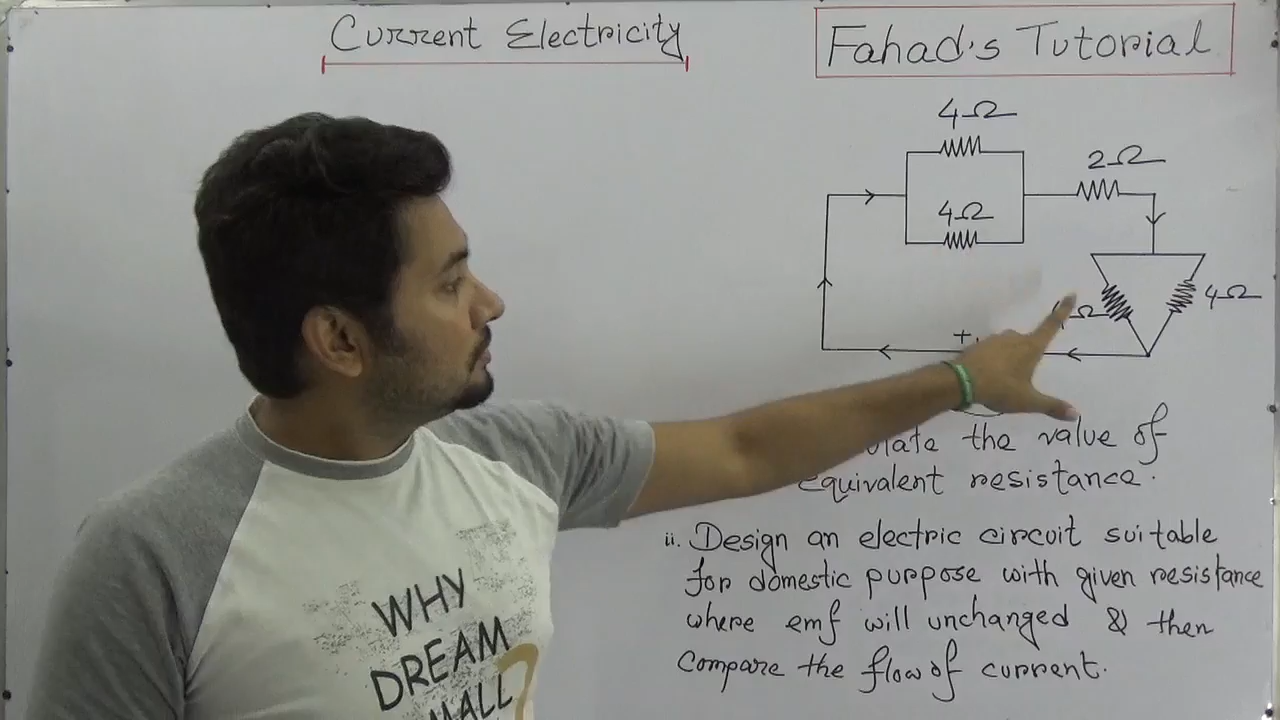 Current Electricity
Fahad's Tutorial
4Ω
2Ω
4Ω
4Ω
Ω
+
the value of
equivalent resistance.
ii. Design an electric circuit suitable
for domestic purpose with given resistance
where emf will unchanged & then
Compare the flow of current.
WHY
DREAM